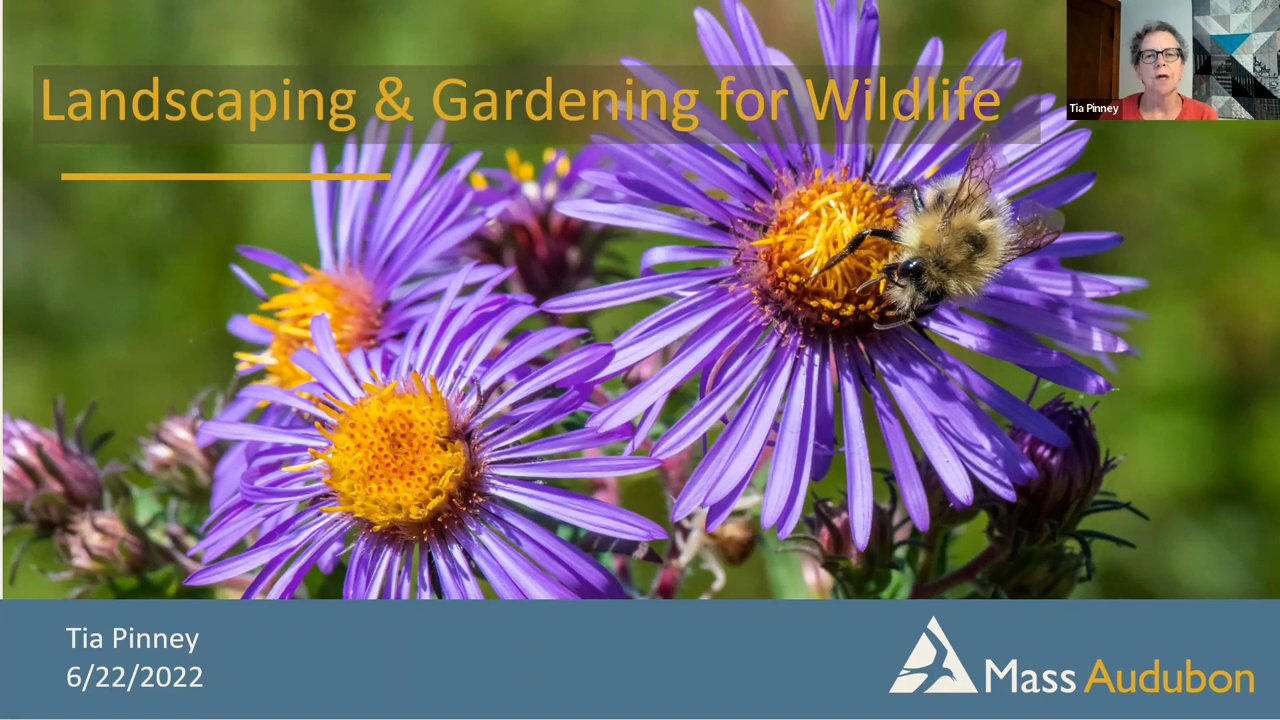 Landscaping & Gardening for Wildlife
Tia Pinney
Tia Pinney
6/22/2022
Mass Audubon